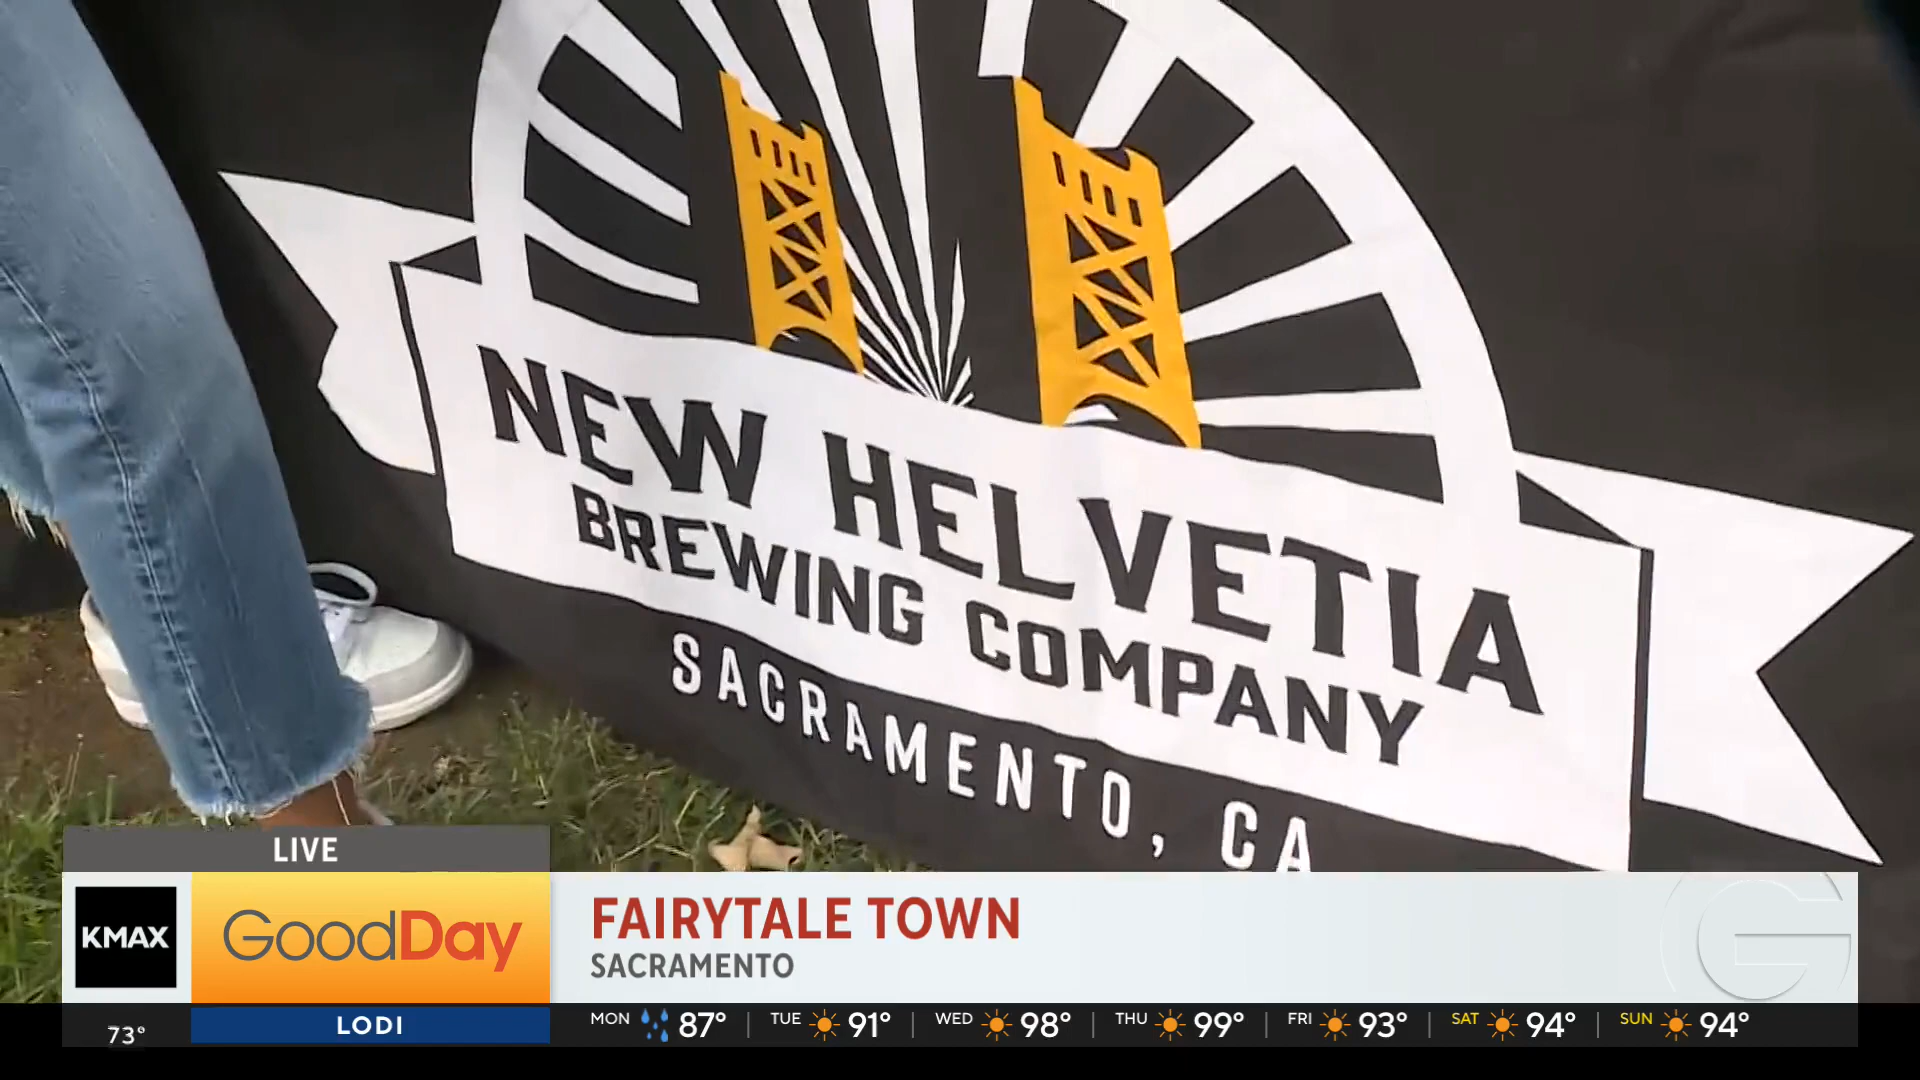 NEW HELVETIA
BREWING COMPANY
SACRAMENTO, CA
LIVE
KMAX
GoodDay
FAIRYTALE TOWN
SACRAMENTO
G
73°
LODI
MON 87° | TUE 91° | WED 98° | THU 99° | FRI 93° | SAT 94° | SUN 94°